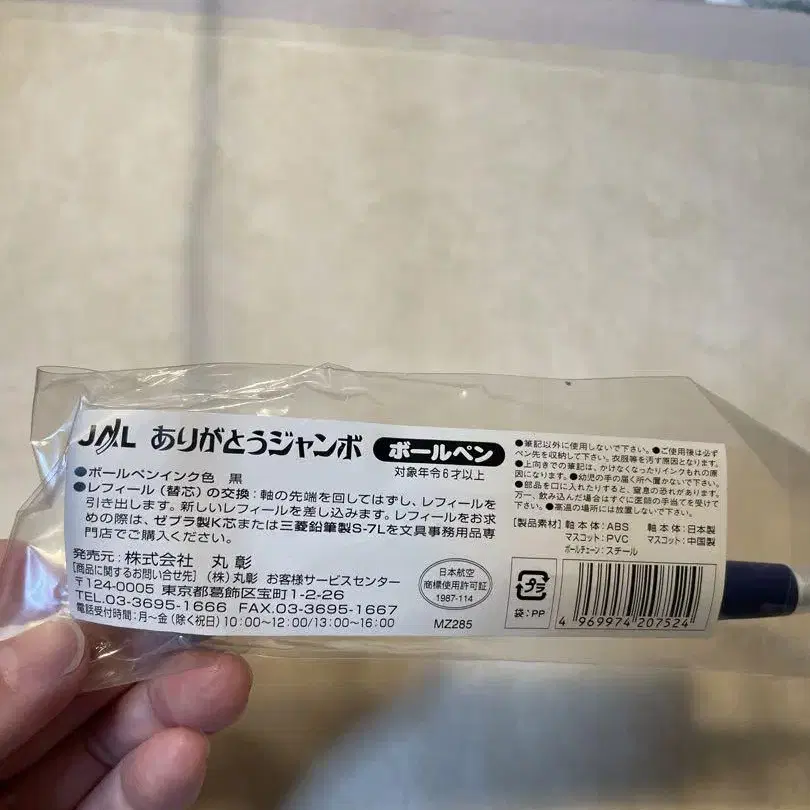 JAL ありがとうジャンボ ボールペン
対象年令6才以上
●ボールペンインク色 黒
●レフィール(替芯)の交換:軸の先端を回してはずし、レフィールを
引き出します。新しいレフィールを差し込みます。レフィールをお求
めの際は、ゼブラ製K芯または三菱鉛筆製S-7Lを文具事務用品専
門店でご購入ください。
発売元:株式会社 丸彰
[商品に関するお問い合せ先] (株)丸彰 お客様サービスセンター
〒124-0005 東京都葛飾区宝町1-2-26
TEL.03-3695-1666 FAX.03-3695-1667
電話受付時間:月〜金(除く祝日)10:00〜12:00/13:00〜16:00
日本航空
商標使用許可証
1987-114
MZ285
●筆記以外に使用しないで下さい。●ご使用後は必ず
ペン先を収納して下さい。衣服等を汚す原因となります。
●上向きでの筆記は、かけなくなったりインクもれの原
因になります。●幼児の手の届く所へ置かないで下さい。
●部品を口に入れたりすると、窒息の恐れがあります。
万一、飲み込んだ場合はすぐに医師の手当てを受けて
下さい。●高温の場所には放置しないで下さい。
[製品素材] 軸本体:ABS 軸本体:日本製
マスコット:PVC マスコット:中国製
ボールチェーン:スチール
プラ
袋:PP
4 969974 207524